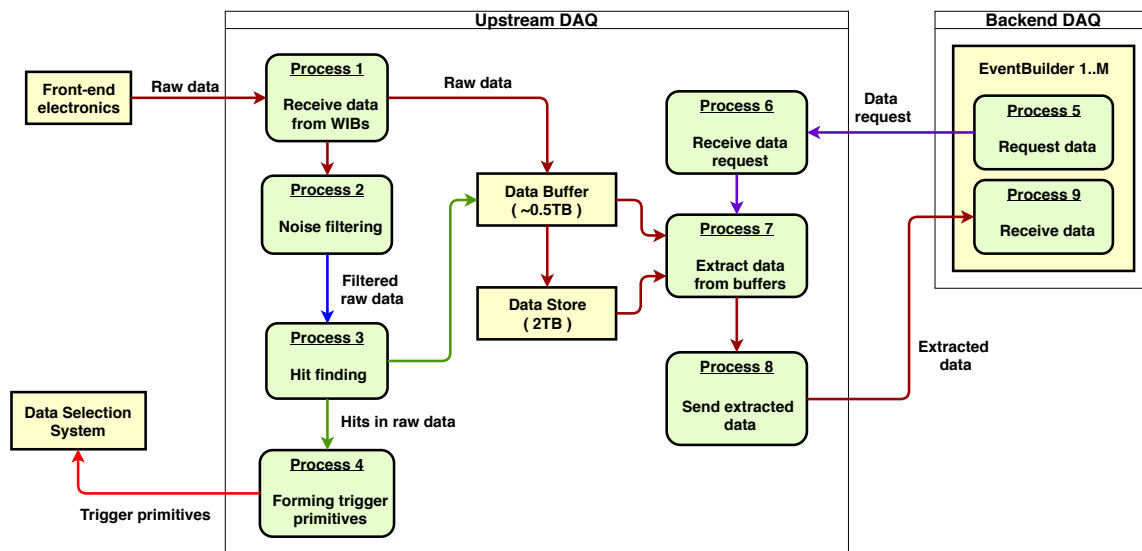 Upstream DAQ
Backend DAQ
Front-end
electronics
Raw data
Process 1
Receive data
from WIBs
Raw data
Process 2
Noise filtering
Filtered
raw data
Process 3
Hit finding
Hits in raw data
Process 4
Forming trigger
primitives
Trigger primitives
Data Selection
System
Data Buffer
( ~0.5TB )
Data Store
( 2TB )
Process 6
Receive data
request
Process 7
Extract data
from buffers
Process 8
Send extracted
data
Data
request
EventBuilder 1..M
Process 5
Request data
Process 9
Receive data
Extracted
data